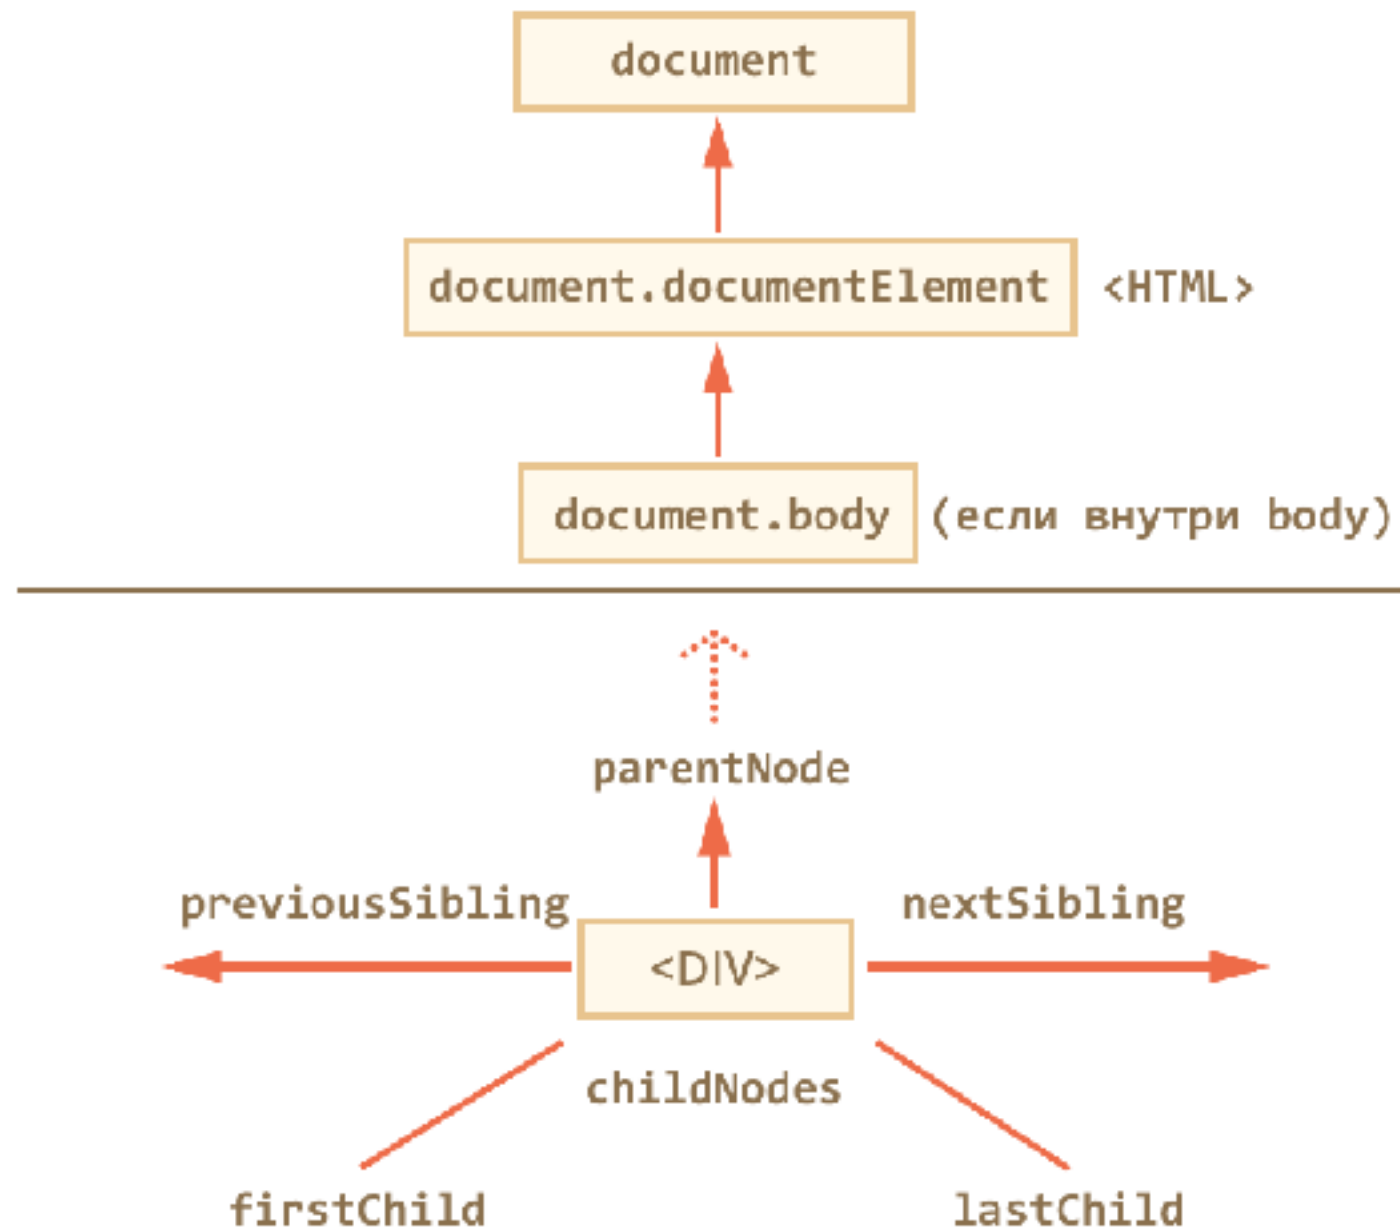 document
document.documentElement <HTML>
document.body (если внутри body)
parentNode
previousSibling nextSibling
<DIV>
childNodes
firstChild lastChild